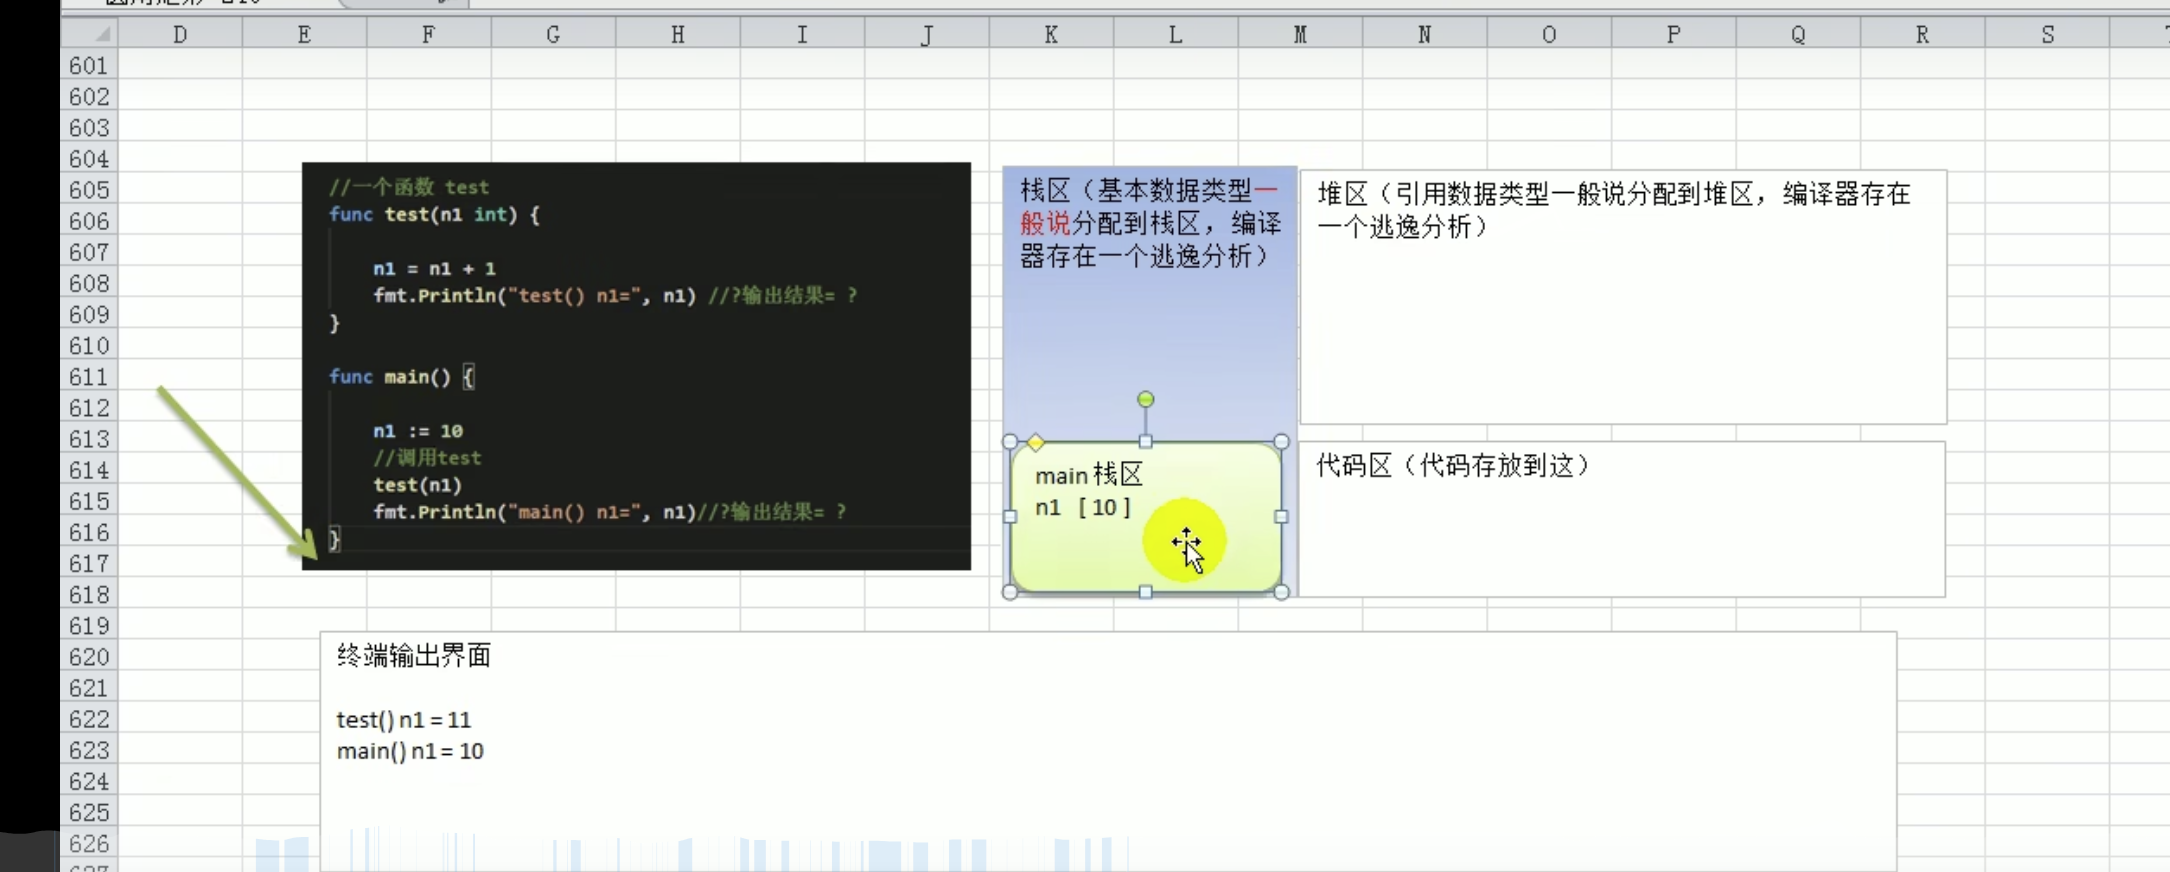 D E F G H I J K L M N O P Q R S
601
602
603
604
605
606
607
608
609
610
611
612
613
614
615
616
617
618
619
620
621
622
623
624
625
626
//一个函数 test
func test(n1 int) {
n1 = n1 + 1
fmt.Println("test() n1=", n1) //?输出结果= ?
}
func main() {
n1 := 10
//调用test
test(n1)
fmt.Println("main() n1=", n1)//?输出结果= ?
}
栈区（基本数据类型一
般说分配到栈区，编译
器存在一个逃逸分析）
main 栈区
n1 [ 10 ]
堆区（引用数据类型一般说分配到堆区，编译器存在
一个逃逸分析）
代码区（代码存放到这）
终端输出界面
test() n1 = 11
main() n1 = 10